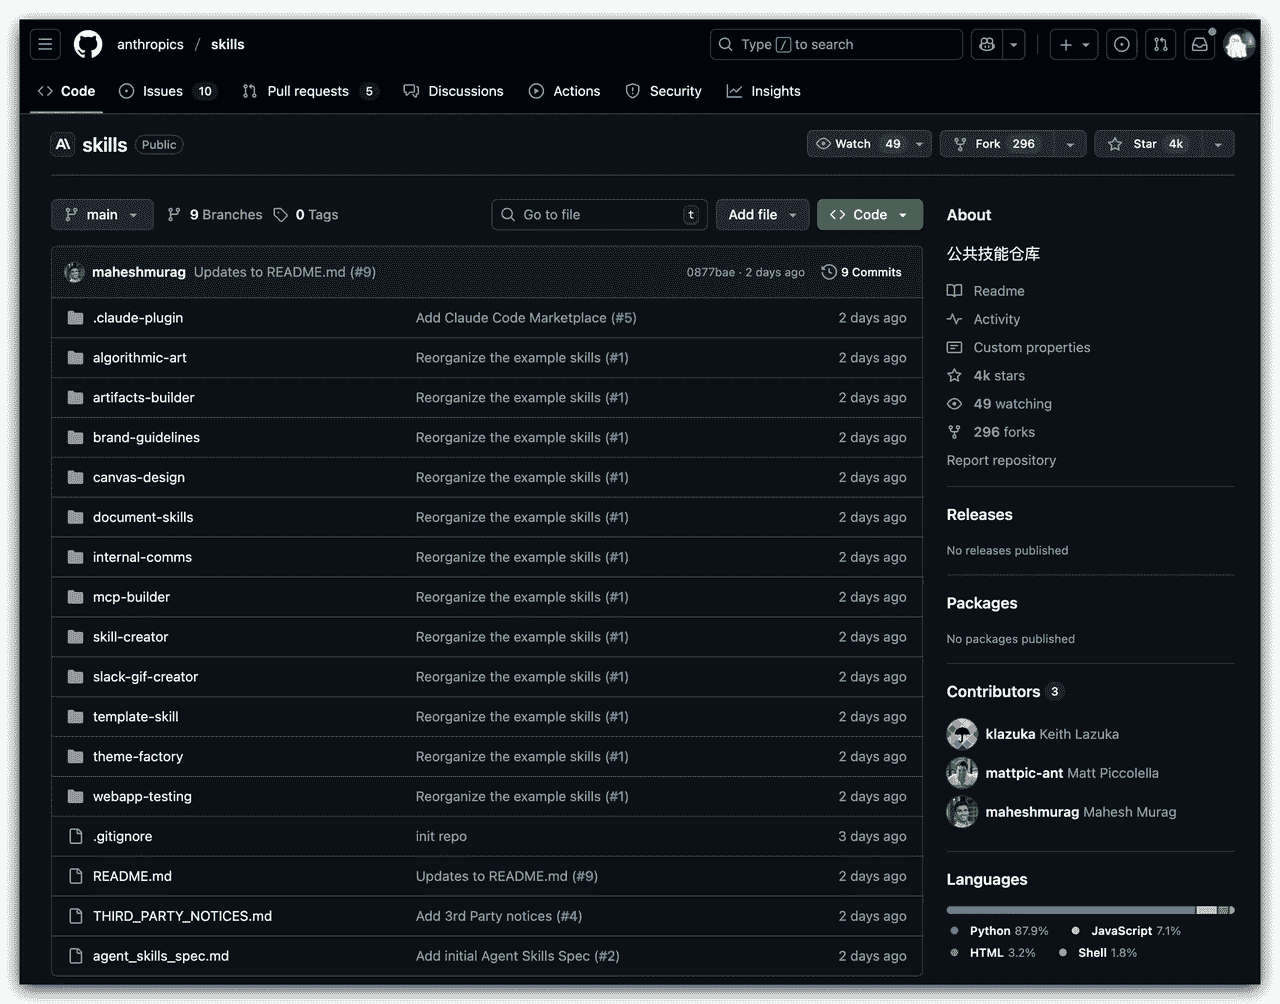 anthropics / skills
Type / to search
Code
Issues 10
Pull requests 5
Discussions
Actions
Security
Insights
skills Public
Watch 49
Fork 296
Star 4k
main
9 Branches
0 Tags
Go to file t
Add file
Code
maheshmurag Updates to README.md (#9) 0877bae · 2 days ago 9 Commits
.claude-plugin Add Claude Code Marketplace (#5) 2 days ago
algorithmic-art Reorganize the example skills (#1) 2 days ago
artifacts-builder Reorganize the example skills (#1) 2 days ago
brand-guidelines Reorganize the example skills (#1) 2 days ago
canvas-design Reorganize the example skills (#1) 2 days ago
document-skills Reorganize the example skills (#1) 2 days ago
internal-comms Reorganize the example skills (#1) 2 days ago
mcp-builder Reorganize the example skills (#1) 2 days ago
skill-creator Reorganize the example skills (#1) 2 days ago
slack-gif-creator Reorganize the example skills (#1) 2 days ago
template-skill Reorganize the example skills (#1) 2 days ago
theme-factory Reorganize the example skills (#1) 2 days ago
webapp-testing Reorganize the example skills (#1) 2 days ago
.gitignore init repo 3 days ago
README.md Updates to README.md (#9) 2 days ago
THIRD_PARTY_NOTICES.md Add 3rd Party notices (#4) 2 days ago
agent_skills_spec.md Add initial Agent Skills Spec (#2) 2 days ago
About
公共技能仓库
Readme
Activity
Custom properties
4k stars
49 watching
296 forks
Report repository
Releases
No releases published
Packages
No packages published
Contributors 3
klazuka Keith Lazuka
mattpic-ant Matt Piccolella
maheshmurag Mahesh Murag
Languages
Python 87.9% JavaScript 7.1%
HTML 3.2% Shell 1.8%